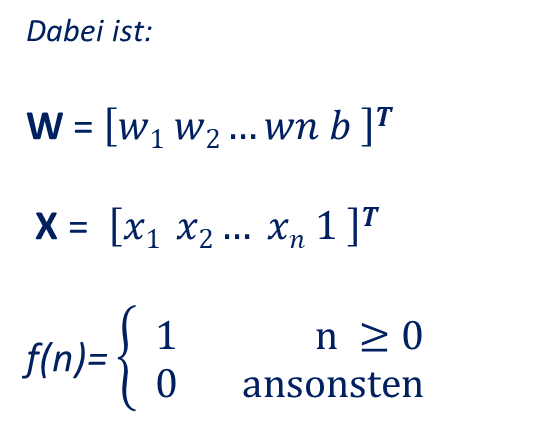 Dabei ist:
W = [w₁ w₂ … wn b ]ᵀ
X = [x₁ x₂ … xₙ 1 ]ᵀ
f(n)= { 1 n ≥ 0
0 ansonsten